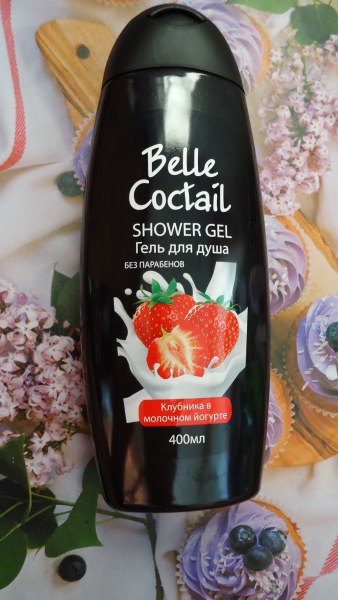 Belle
Coctail
SHOWER GEL
Гель для душа
БЕЗ ПАРАБЕНОВ
Клубника в
молочном йогурте
400мл